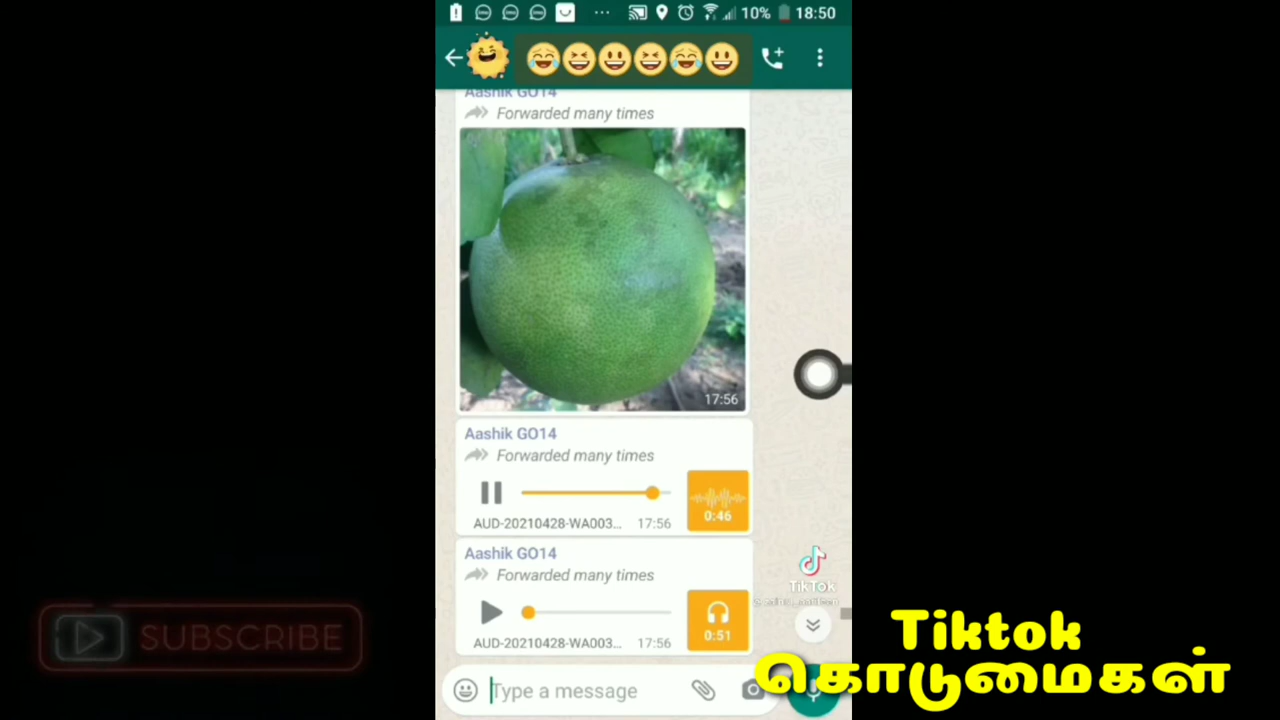 10% 18:50
Aashik GO14
Forwarded many times
17:56
Aashik GO14
Forwarded many times
0:46
AUD-20210428-WA003... 17:56
Aashik GO14
Forwarded many times
0:51
AUD-20210428-WA003... 17:56
TikTok
Type a message
SUBSCRIBE
Tiktok
கொடுமைகள்